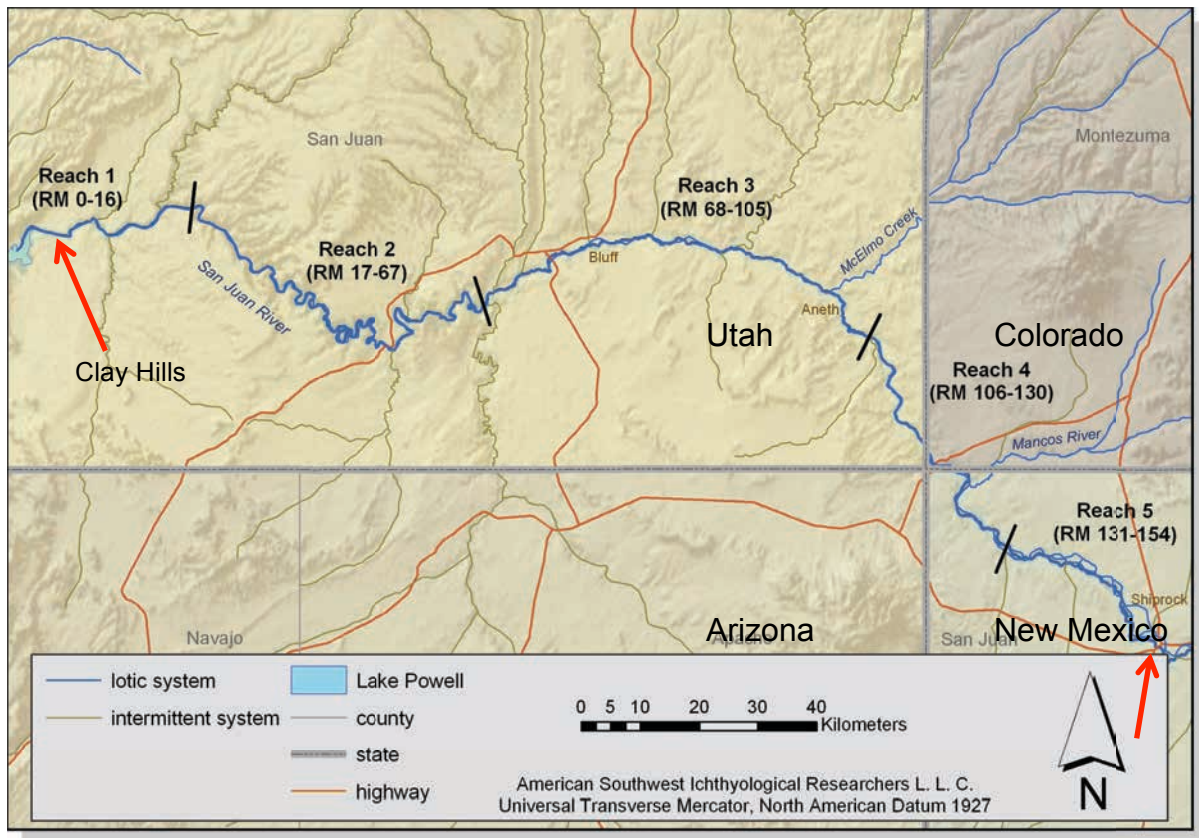 San Juan
Montezuma
Reach 1
(RM 0-16)
Reach 3
(RM 68-105)
McElmo Creek
Reach 2
(RM 17-67)
San Juan River
Bluff
Aneth
Utah
Colorado
Clay Hills
Reach 4
(RM 106-130)
Mancos River
Reach 5
(RM 131-154)
Shiprock
Navajo
Apache
Arizona
San Juan
New Mexico
lotic system
intermittent system
Lake Powell
county
state
highway
0 5 10 20 30 40
Kilometers
American Southwest Ichthyological Researchers L. L. C.
Universal Transverse Mercator, North American Datum 1927
N